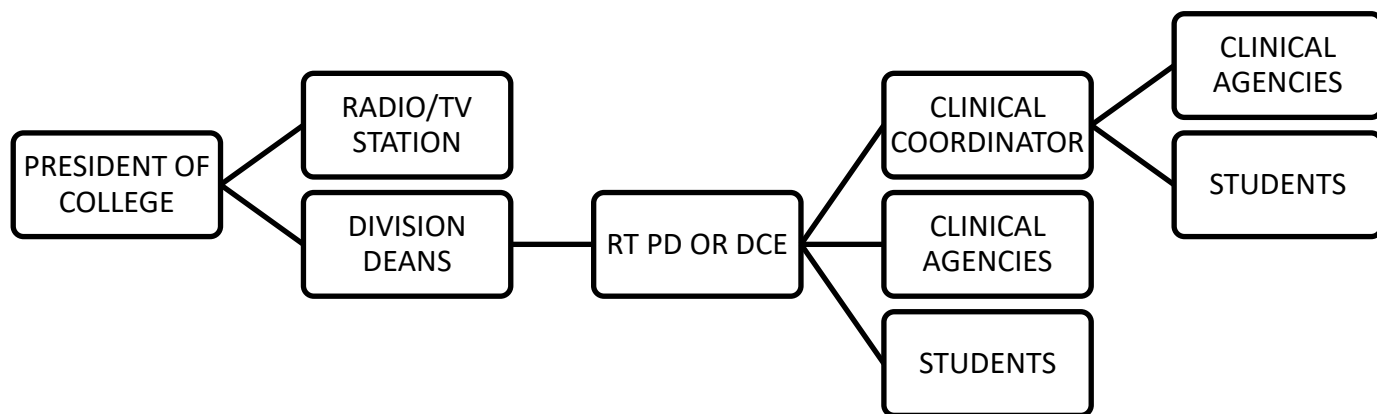 PRESIDENT OF
COLLEGE
RADIO/TV
STATION
DIVISION
DEANS
RT PD OR DCE
CLINICAL
COORDINATOR
CLINICAL
AGENCIES
STUDENTS
CLINICAL
AGENCIES
STUDENTS